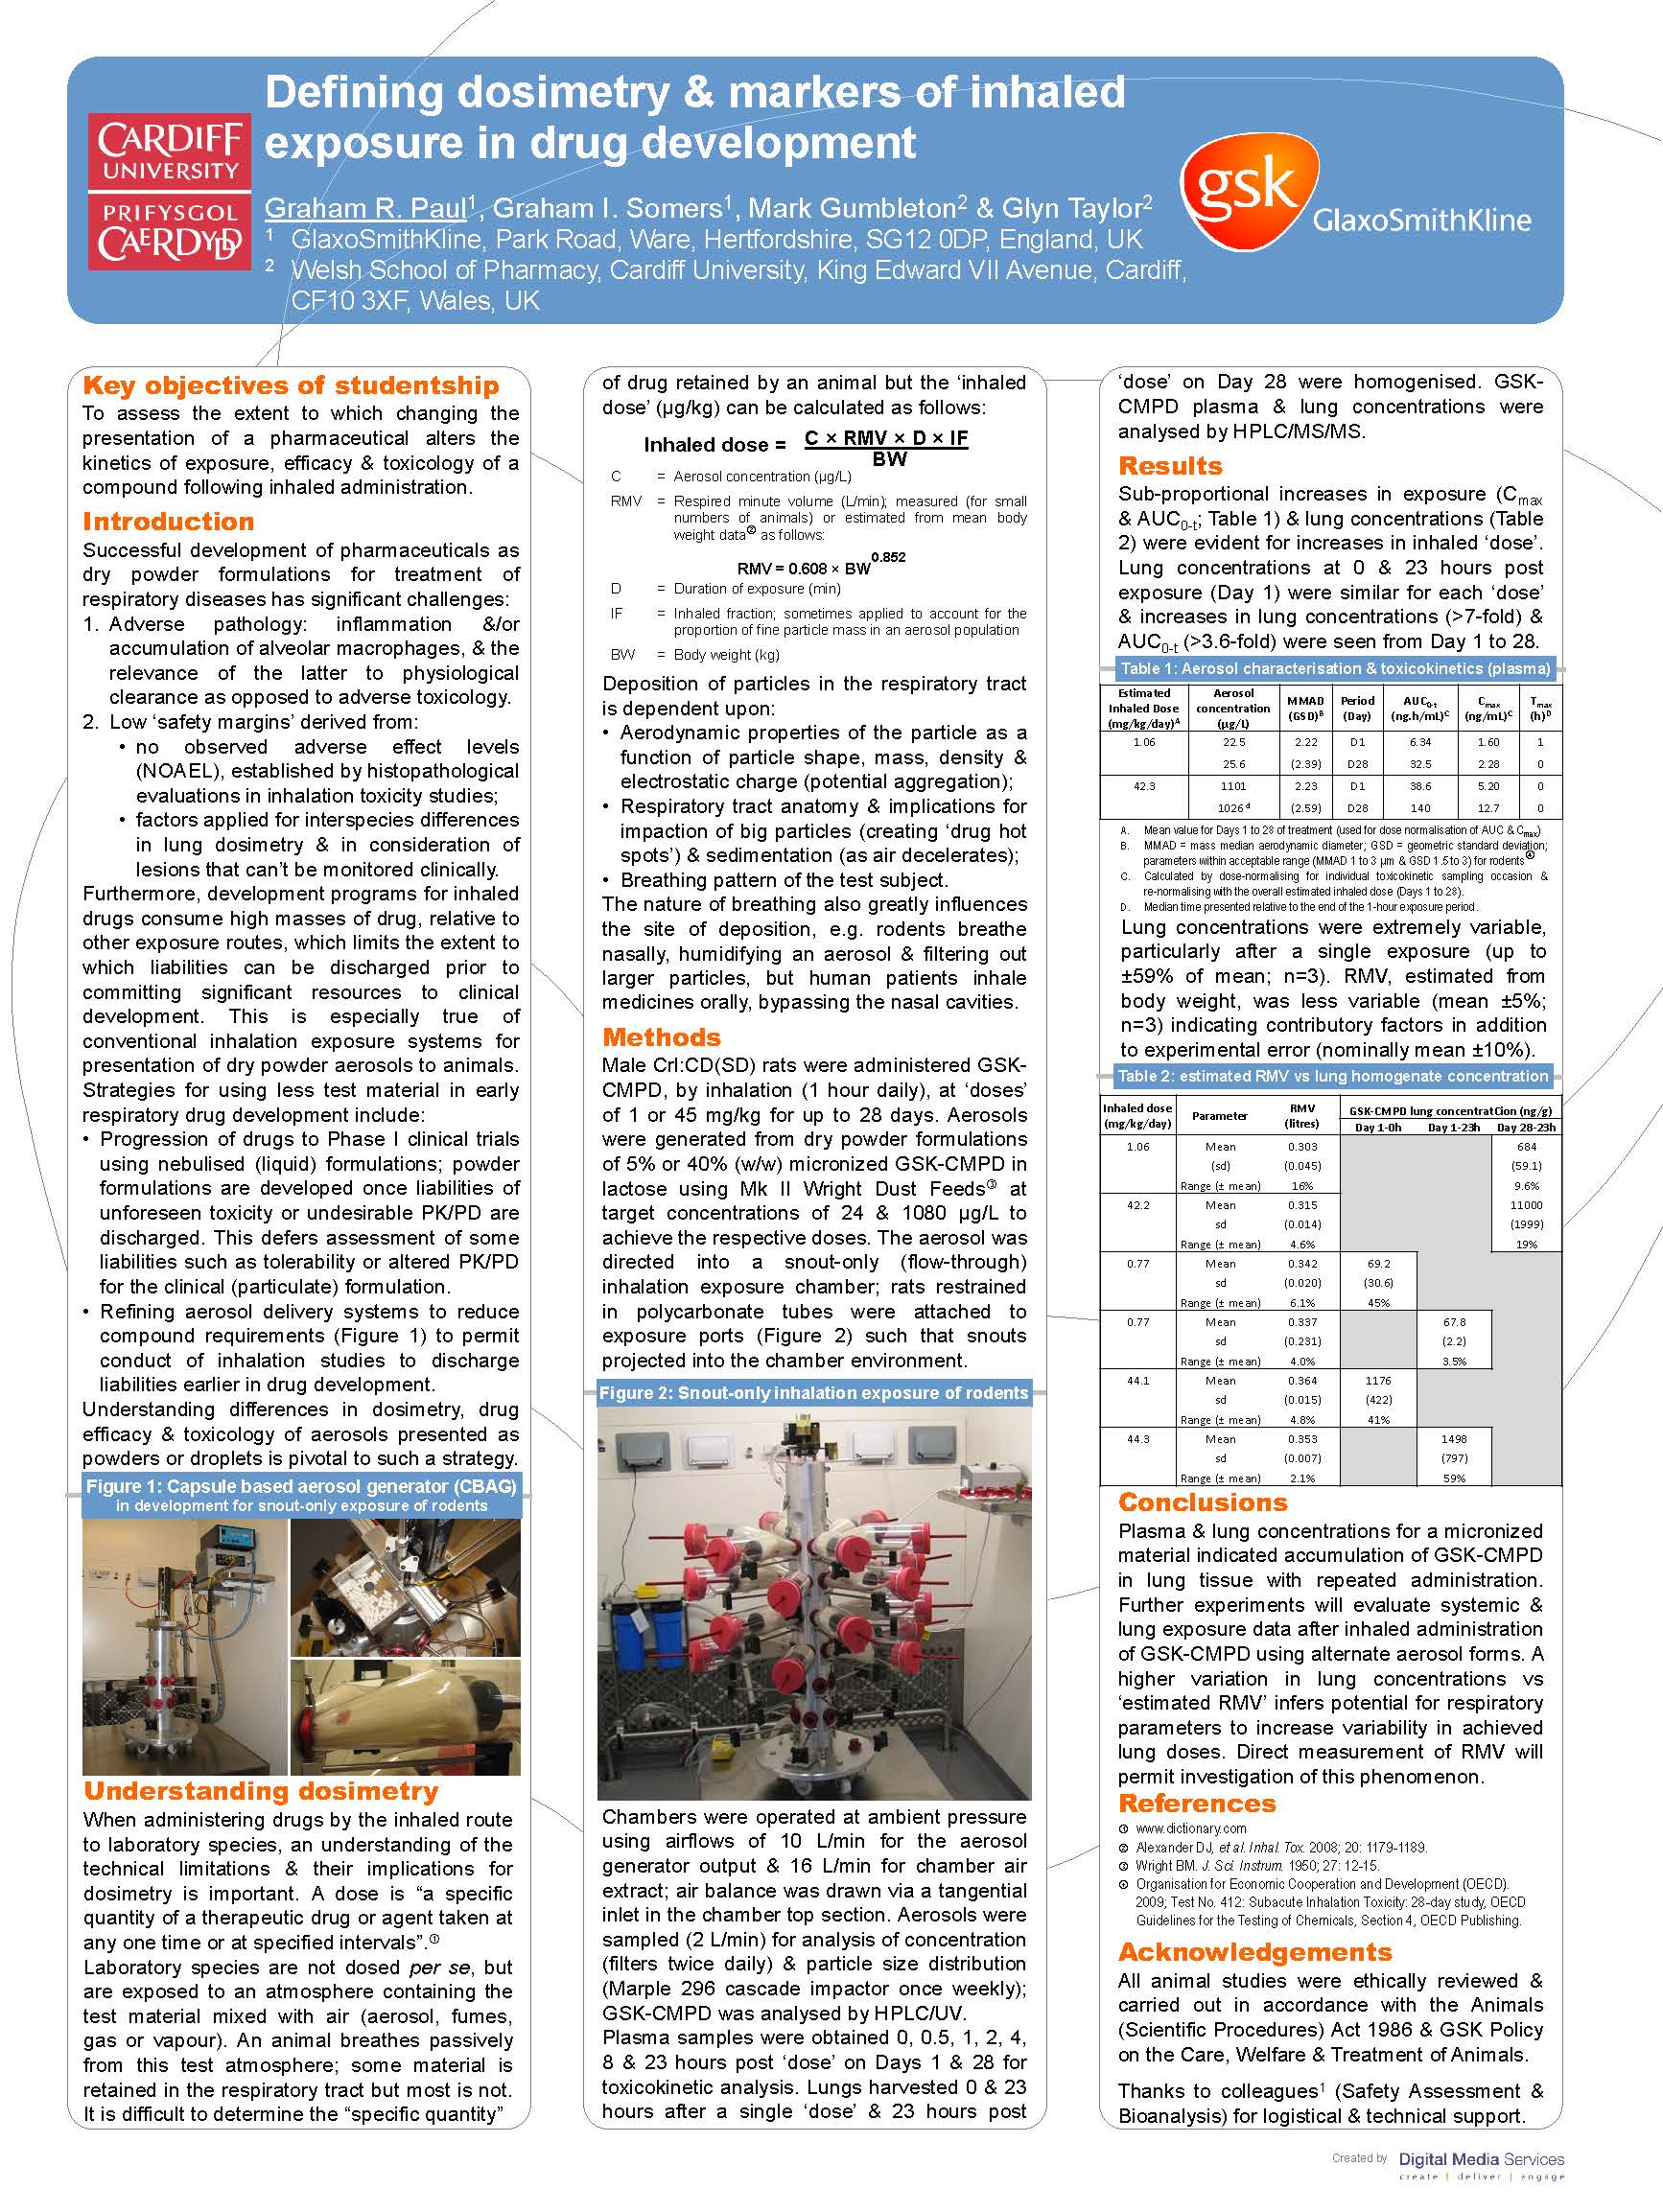 Defining dosimetry & markers of inhaled
exposure in drug development
CARDIFF
UNIVERSITY
PRIFYSGOL
CAERDYDD
Graham R. Paul¹, Graham I. Somers¹, Mark Gumbleton² & Glyn Taylor²
¹ GlaxoSmithKline, Park Road, Ware, Hertfordshire, SG12 0DP, England, UK
² Welsh School of Pharmacy, Cardiff University, King Edward VII Avenue, Cardiff,
CF10 3XF, Wales, UK
gsk
GlaxoSmithKline
Key objectives of studentship
To assess the extent to which changing the
presentation of a pharmaceutical alters the
kinetics of exposure, efficacy & toxicology of a
compound following inhaled administration.
Introduction
Successful development of pharmaceuticals as
dry powder formulations for treatment of
respiratory diseases has significant challenges:
1. Adverse pathology: inflammation &/or
accumulation of alveolar macrophages, & the
relevance of the latter to physiological
clearance as opposed to adverse toxicology.
2. Low ‘safety margins’ derived from:
• no observed adverse effect levels
(NOAEL), established by histopathological
evaluations in inhalation toxicity studies;
• factors applied for interspecies differences
in lung dosimetry & in consideration of
lesions that can’t be monitored clinically.
Furthermore, development programs for inhaled
drugs consume high masses of drug, relative to
other exposure routes, which limits the extent to
which liabilities can be discharged prior to
committing significant resources to clinical
development. This is especially true of
conventional inhalation exposure systems for
presentation of dry powder aerosols to animals.
Strategies for using less test material in early
respiratory drug development include:
• Progression of drugs to Phase I clinical trials
using nebulised (liquid) formulations; powder
formulations are developed once liabilities of
unforeseen toxicity or undesirable PK/PD are
discharged. This defers assessment of some
liabilities such as tolerability or altered PK/PD
for the clinical (particulate) formulation.
• Refining aerosol delivery systems to reduce
compound requirements (Figure 1) to permit
conduct of inhalation studies to discharge
liabilities earlier in drug development.
Understanding differences in dosimetry, drug
efficacy & toxicology of aerosols presented as
powders or droplets is pivotal to such a strategy.
Figure 1: Capsule based aerosol generator (CBAG)
in development for snout-only exposure of rodents
Understanding dosimetry
When administering drugs by the inhaled route
to laboratory species, an understanding of the
technical limitations & their implications for
dosimetry is important. A dose is “a specific
quantity of a therapeutic drug or agent taken at
any one time or at specified intervals”.①
Laboratory species are not dosed per se, but
are exposed to an atmosphere containing the
test material mixed with air (aerosol, fumes,
gas or vapour). An animal breathes passively
from this test atmosphere; some material is
retained in the respiratory tract but most is not.
It is difficult to determine the “specific quantity”
of drug retained by an animal but the ‘inhaled
dose’ (µg/kg) can be calculated as follows:
Inhaled dose = C × RMV × D × IF
BW
C = Aerosol concentration (µg/L)
RMV = Respired minute volume (L/min); measured (for small
numbers of animals) or estimated from mean body
weight data② as follows:
RMV = 0.608 × BW^0.852
D = Duration of exposure (min)
IF = Inhaled fraction; sometimes applied to account for the
proportion of fine particle mass in an aerosol population
BW = Body weight (kg)
Deposition of particles in the respiratory tract
is dependent upon:
• Aerodynamic properties of the particle as a
function of particle shape, mass, density &
electrostatic charge (potential aggregation);
• Respiratory tract anatomy & implications for
impaction of big particles (creating ‘drug hot
spots’) & sedimentation (as air decelerates);
• Breathing pattern of the test subject.
The nature of breathing also greatly influences
the site of deposition, e.g. rodents breathe
nasally, humidifying an aerosol & filtering out
larger particles, but human patients inhale
medicines orally, bypassing the nasal cavities.
Methods
Male Crl:CD(SD) rats were administered GSK-
CMPD, by inhalation (1 hour daily), at ‘doses’
of 1 or 45 mg/kg for up to 28 days. Aerosols
were generated from dry powder formulations
of 5% or 40% (w/w) micronized GSK-CMPD in
lactose using Mk II Wright Dust Feeds③ at
target concentrations of 24 & 1080 µg/L to
achieve the respective doses. The aerosol was
directed into a snout-only (flow-through)
inhalation exposure chamber; rats restrained
in polycarbonate tubes were attached to
exposure ports (Figure 2) such that snouts
projected into the chamber environment.
Figure 2: Snout-only inhalation exposure of rodents
Chambers were operated at ambient pressure
using airflows of 10 L/min for the aerosol
generator output & 16 L/min for chamber air
extract; air balance was drawn via a tangential
inlet in the chamber top section. Aerosols were
sampled (2 L/min) for analysis of concentration
(filters twice daily) & particle size distribution
(Marple 296 cascade impactor once weekly);
GSK-CMPD was analysed by HPLC/UV.
Plasma samples were obtained 0, 0.5, 1, 2, 4,
8 & 23 hours post ‘dose’ on Days 1 & 28 for
toxicokinetic analysis. Lungs harvested 0 & 23
hours after a single ‘dose’ & 23 hours post
‘dose’ on Day 28 were homogenised. GSK-
CMPD plasma & lung concentrations were
analysed by HPLC/MS/MS.
Results
Sub-proportional increases in exposure (Cmax
& AUC0-t; Table 1) & lung concentrations (Table
2) were evident for increases in inhaled ‘dose’.
Lung concentrations at 0 & 23 hours post
exposure (Day 1) were similar for each ‘dose’
& increases in lung concentrations (>7-fold) &
AUC0-t (>3.6-fold) were seen from Day 1 to 28.
Table 1: Aerosol characterisation & toxicokinetics (plasma)
Estimated Inhaled Dose (mg/kg/day)A Aerosol concentration (µg/L) MMAD (GSD)B Period (Day) AUC0-t (ng.h/mL)C Cmax (ng/mL)C Tmax (h)D
1.06 22.5 2.22 D1 6.34 1.60 1
25.6 (2.39) D28 32.5 2.28 0
42.3 1101 2.23 D1 38.6 5.20 0
1026 d (2.59) D28 140 12.7 0
A. Mean value for Days 1 to 28 of treatment (used for dose normalisation of AUC & Cmax)
B. MMAD = mass median aerodynamic diameter; GSD = geometric standard deviation;
parameters within acceptable range (MMAD 1 to 3 µm & GSD 1.5 to 3) for rodents④
C. Calculated by dose-normalising for individual toxicokinetic sampling occasion &
re-normalising with the overall estimated inhaled dose (Days 1 to 28).
D. Median time presented relative to the end of the 1-hour exposure period.
Lung concentrations were extremely variable,
particularly after a single exposure (up to
±59% of mean; n=3). RMV, estimated from
body weight, was less variable (mean ±5%;
n=3) indicating contributory factors in addition
to experimental error (nominally mean ±10%).
Table 2: estimated RMV vs lung homogenate concentration
Inhaled dose (mg/kg/day) Parameter RMV (litres) GSK-CMPD lung concentratCion (ng/g)
Day 1-0h Day 1-23h Day 28-23h
1.06 Mean 0.303 684
(sd) (0.045) (59.1)
Range (± mean) 16% 9.6%
42.2 Mean 0.315 11000
sd (0.014) (1999)
Range (± mean) 4.6% 19%
0.77 Mean 0.342 69.2
sd (0.020) (30.6)
Range (± mean) 6.1% 45%
0.77 Mean 0.337 67.8
sd (0.231) (2.2)
Range (± mean) 4.0% 3.5%
44.1 Mean 0.364 1176
sd (0.015) (422)
Range (± mean) 4.8% 41%
44.3 Mean 0.353 1498
sd (0.007) (797)
Range (± mean) 2.1% 59%
Conclusions
Plasma & lung concentrations for a micronized
material indicated accumulation of GSK-CMPD
in lung tissue with repeated administration.
Further experiments will evaluate systemic &
lung exposure data after inhaled administration
of GSK-CMPD using alternate aerosol forms. A
higher variation in lung concentrations vs
‘estimated RMV’ infers potential for respiratory
parameters to increase variability in achieved
lung doses. Direct measurement of RMV will
permit investigation of this phenomenon.
References
① www.dictionary.com
② Alexander DJ, et al. Inhal. Tox. 2008; 20: 1179-1189.
③ Wright BM. J. Sci. Instrum. 1950; 27: 12-15.
④ Organisation for Economic Cooperation and Development (OECD).
2009; Test No. 412: Subacute Inhalation Toxicity: 28-day study, OECD
Guidelines for the Testing of Chemicals, Section 4, OECD Publishing.
Acknowledgements
All animal studies were ethically reviewed &
carried out in accordance with the Animals
(Scientific Procedures) Act 1986 & GSK Policy
on the Care, Welfare & Treatment of Animals.
Thanks to colleagues¹ (Safety Assessment &
Bioanalysis) for logistical & technical support.
Created by Digital Media Services
create | deliver | engage